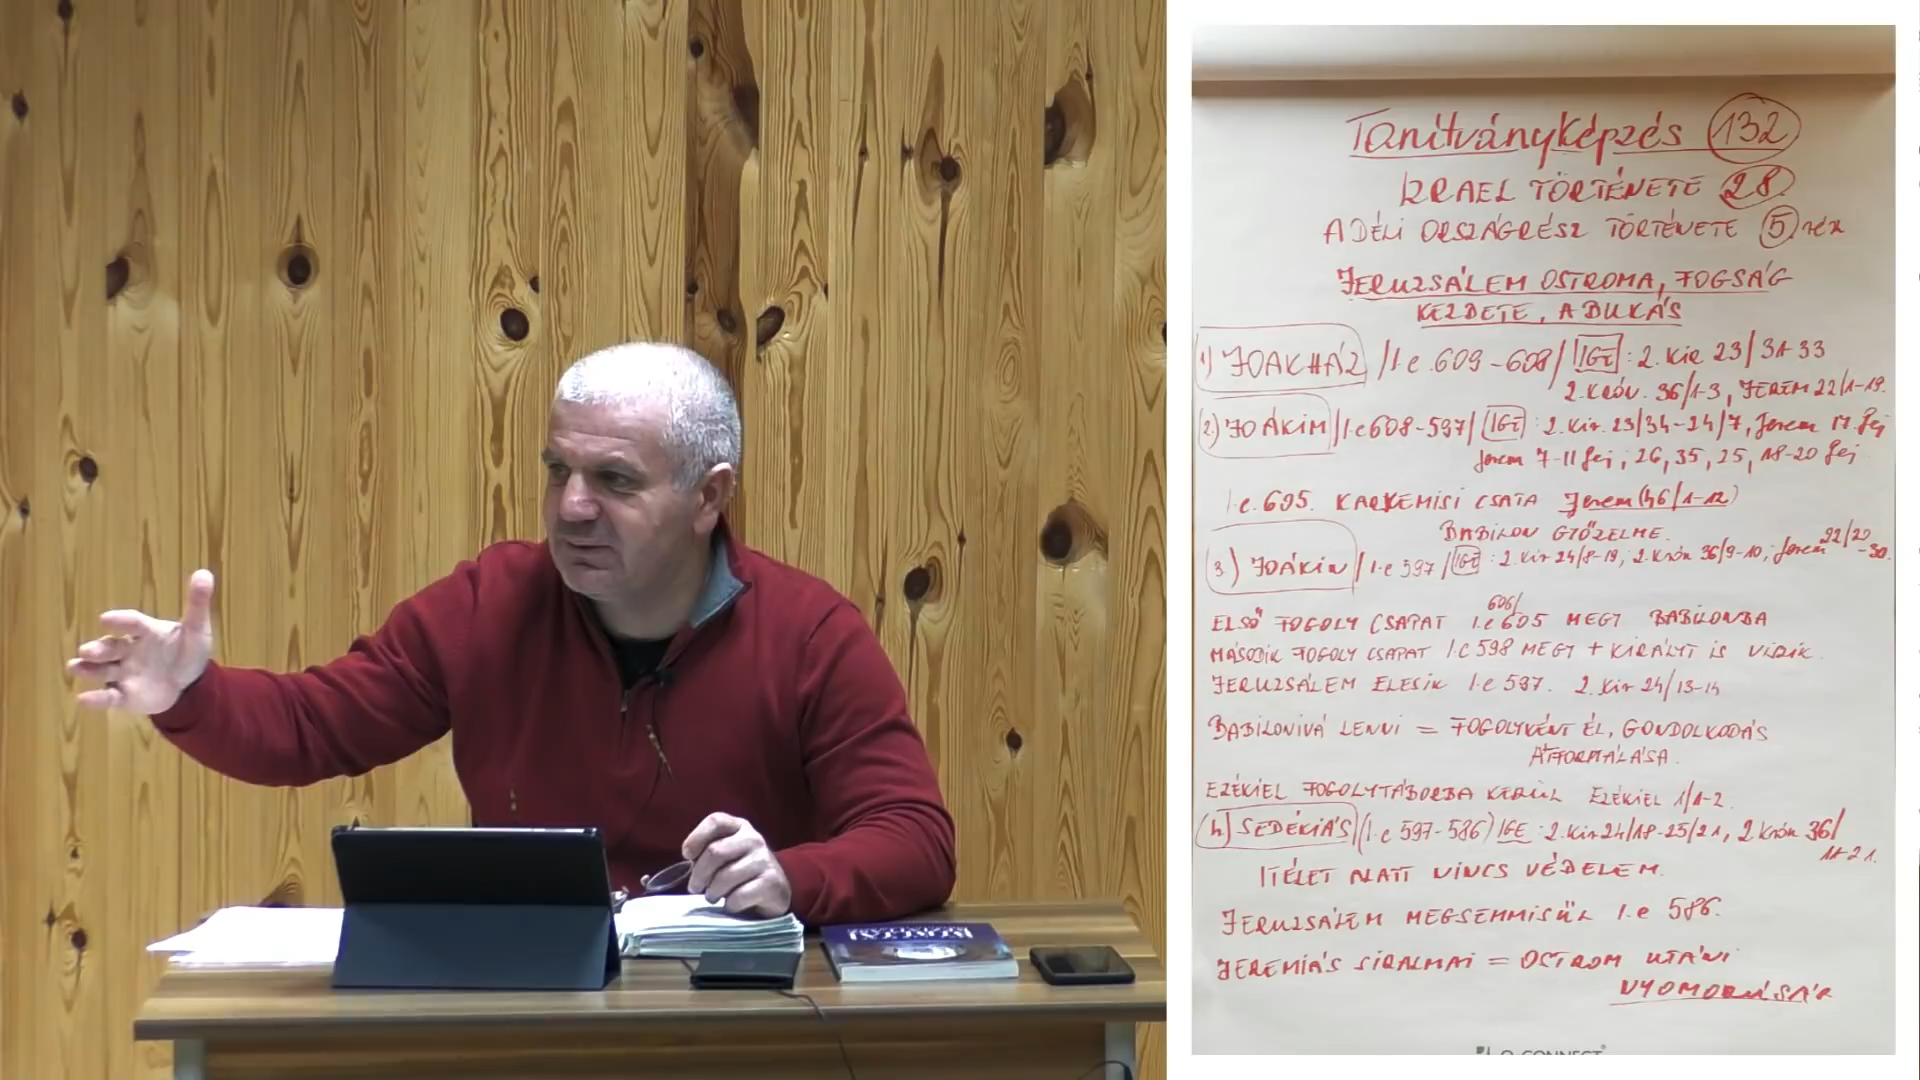 Tanítványképzés 132
IZRAEL TÖRTÉNETE 28
A DÉLI ORSZÁGRÉSZ TÖRTÉNETE 5 rész
JERUZSÁLEM OSTROMA, FOGSÁG
KEZDETE, A BUKÁS
1) JOAKHÁZ /I.e. 609-608/ IGE: 2. Kir 23/31-33
2. Krón. 36/1-3, JEREM 22/1-19.
2.) JOÁKIM /I.e 608-597/ IGE: 2. Kir. 23/34-24/7, Jerem 17. fej
Jerem 7-11 fej, 26, 35, 25, 18-20 fej
I.e. 605. KARKEMISI CSATA Jerem (46/1-12)
BABILON GYŐZELME.
3.) JOÁKIN /I.e 597/ IGE: 2. Kir 24/8-19, 2. Krón 36/9-10, Jerem 22/20-30.
ELSŐ FOGOLY CSAPAT I.e 606/605 MEGY BABILONBA
MÁSODIK FOGOLY CSAPAT I.e 598 MEGY + KIRÁLYT IS VISZIK.
JERUZSÁLEM ELESIK I.e 597. 2. Kir 24/13-14
BABILONIVÁ LENNI = FOGOLYKÉNT ÉL, GONDOLKODÁS
ÁTFORMÁLÁSA.
EZÉKIEL FOGOLYTÁBORBA KERÜL EZÉKIEL 1/1-2.
4) SEDÉKIÁS (I.e 597-586) IGE: 2. Kir 24/18-25/21, 2. Krón 36/
11-21.
ITÉLET ALATT NINCS VÉDELEM.
JERUZSÁLEM MEGSEMMISÜL I.e 586.
JEREMIÁS SIRALMAI = OSTROM UTÁNI
NYOMORÚSÁG